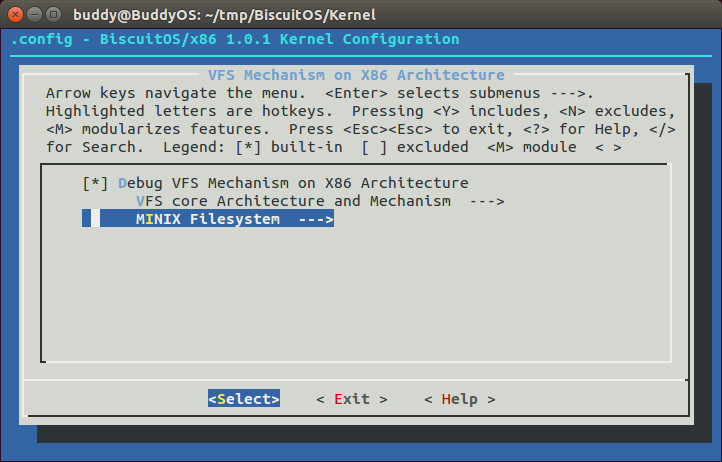 buddy@BuddyOS: ~/tmp/BiscuitOS/Kernel
.config - BiscuitOS/x86 1.0.1 Kernel Configuration
VFS Mechanism on X86 Architecture
Arrow keys navigate the menu.  <Enter> selects submenus --->.
Highlighted letters are hotkeys.  Pressing <Y> includes, <N> excludes,
<M> modularizes features.  Press <Esc><Esc> to exit, <?> for Help, </>
for Search.  Legend: [*] built-in  [ ] excluded  <M> module  < >
[*] Debug VFS Mechanism on X86 Architecture
VFS core Architecture and Mechanism  --->
MINIX Filesystem  --->
<Select>    < Exit >    < Help >